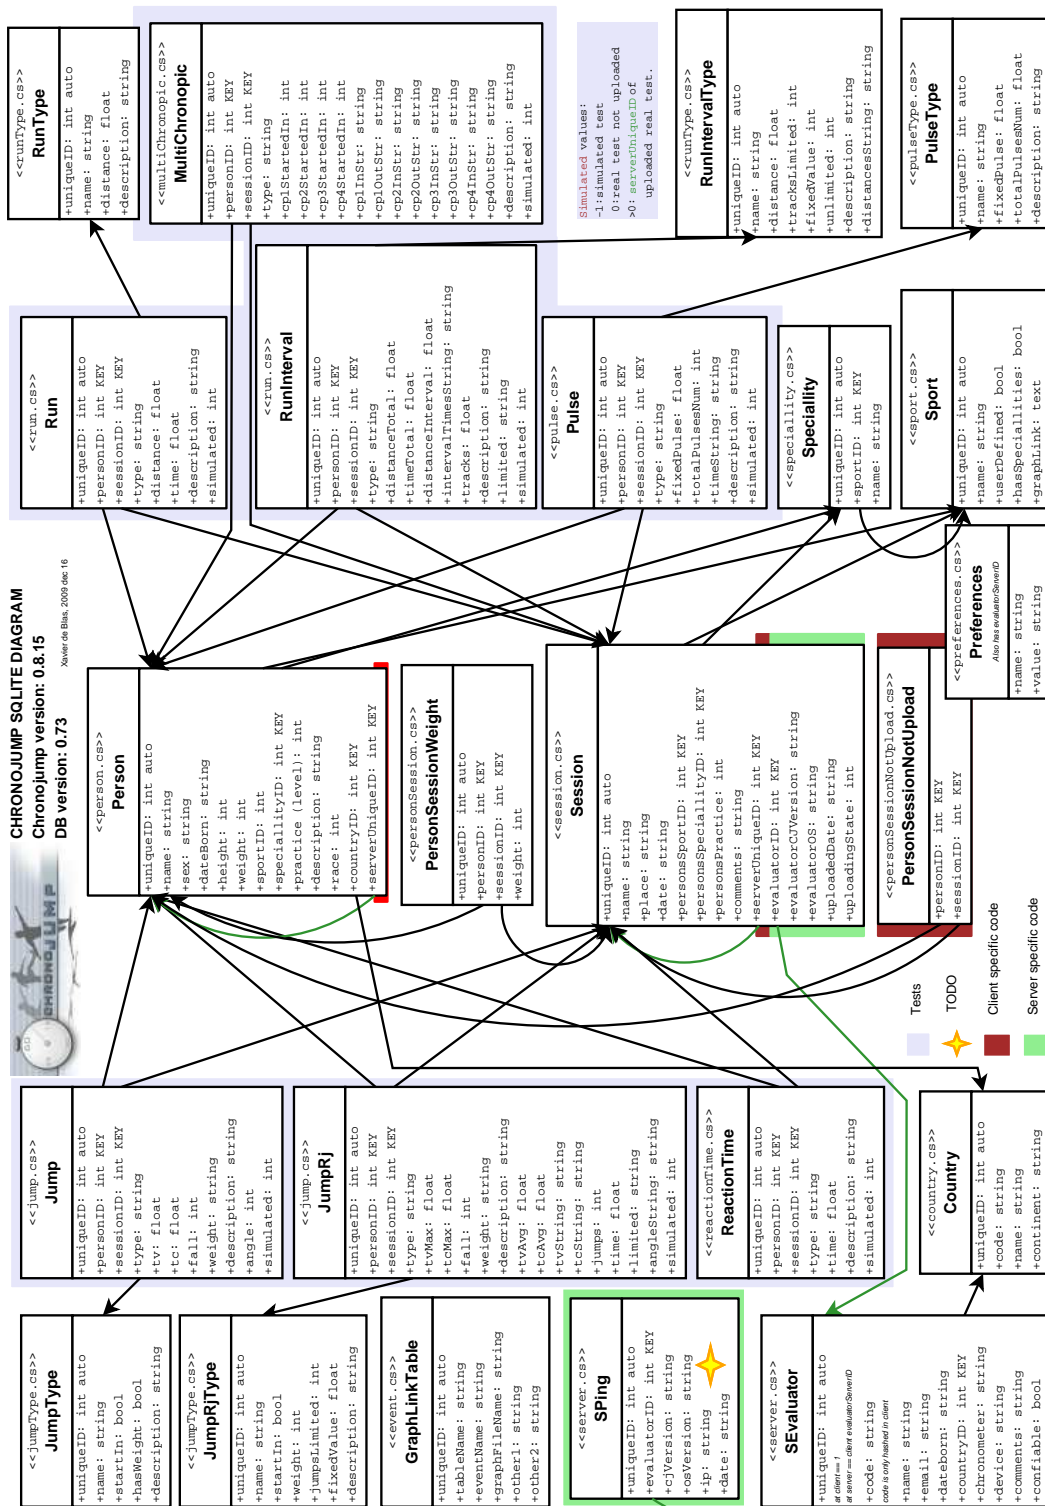 CHRONOJUMP
CHRONOJUMP SQLITE DIAGRAM
Chronojump version: 0.8.15
DB version: 0.73
Xavier de Blas, 2009 dec 16
<<jumpType.cs>>
JumpType
+uniqueID: int auto
+name: string
+startIn: bool
+hasWeight: bool
+description: string
<<jump.cs>>
Jump
+uniqueID: int auto
+personID: int KEY
+sessionID: int KEY
+type: string
+tv: float
+tc: float
+fall: int
+weight: string
+description: string
+angle: int
+simulated: int
<<person.cs>>
Person
+uniqueID: int auto
+name: string
+sex: string
+dateBorn: string
+height: int
+weight: int
+sportID: int
+speciallityID: int KEY
+practice (level): int
+description: string
+race: int
+countryID: int KEY
+serverUniqueID: int KEY
<<run.cs>>
Run
+uniqueID: int auto
+personID: int KEY
+sessionID: int KEY
+type: string
+distance: float
+time: float
+description: string
+simulated: int
<<runType.cs>>
RunType
+uniqueID: int auto
+name: string
+distance: float
+description: string
<<multiChronopic.cs>>
MultiChronopic
+uniqueID: int auto
+personID: int KEY
+sessionID: int KEY
+type: string
+cp1StartedIn: int
+cp2StartedIn: int
+cp3StartedIn: int
+cp4StartedIn: int
+cp1InStr: string
+cp1OutStr: string
+cp2InStr: string
+cp2OutStr: string
+cp3InStr: string
+cp3OutStr: string
+cp4InStr: string
+cp4OutStr: string
+description: string
+simulated: int
<<jumpType.cs>>
JumpRjType
+uniqueID: int auto
+name: string
+startIn: bool
+weight: int
+jumpsLimited: int
+fixedValue: float
+description: string
<<jump.cs>>
JumpRj
+uniqueID: int auto
+personID: int KEY
+sessionID: int KEY
+type: string
+tvMax: float
+tcMax: float
+fall: int
+weight: string
+description: string
+tvAvg: float
+tcAvg: float
+tvString: string
+tcString: string
+jumps: int
+time: float
+limited: string
+angleString: string
+simulated: int
<<personSession.cs>>
PersonSessionWeight
+uniqueID: int auto
+personID: int KEY
+sessionID: int KEY
+weight: int
<<run.cs>>
RunInterval
+uniqueID: int auto
+personID: int KEY
+sessionID: int KEY
+type: string
+distanceTotal: float
+timeTotal: float
+distanceInterval: float
+intervalTimesString: string
+tracks: float
+description: string
+limited: string
+simulated: int
Simulated values:
-1:simulated test
0:real test not uploaded
>0: serverUniqueID of
uploaded real test.
<<event.cs>>
GraphLinkTable
+uniqueID: int auto
+tableName: string
+eventName: string
+graphFileName: string
+other1: string
+other2: string
<<session.cs>>
Session
+uniqueID: int auto
+name: string
+place: string
+date: string
+personsSportID: int KEY
+personsSpeciallityID: int KEY
+personsPractice: int
+comments: string
+serverUniqueID: int KEY
+evaluatorID: int KEY
+evaluatorCJVersion: string
+evaluatorOS: string
+uploadedDate: string
+uploadingState: int
<<pulse.cs>>
Pulse
+uniqueID: int auto
+personID: int KEY
+sessionID: int KEY
+type: string
+fixedPulse: float
+totalPulsesNum: int
+timeString: string
+description: string
+simulated: int
<<runType.cs>>
RunIntervalType
+uniqueID: int auto
+name: string
+distance: float
+tracksLimited: int
+fixedValue: int
+unlimited: int
+description: string
+distancesString: string
<<server.cs>>
SPing
+uniqueID: int auto
+evaluatorID: int KEY
+cjVersion: string
+osVersion: string
+ip: string
+date: string
<<reactionTime.cs>>
ReactionTime
+uniqueID: int auto
+personID: int KEY
+sessionID: int KEY
+type: string
+time: float
+description: string
+simulated: int
<<speciallity.cs>>
Speciallity
+uniqueID: int auto
+sportID: int KEY
+name: string
<<pulseType.cs>>
PulseType
+uniqueID: int auto
+name: string
+fixedPulse: float
+totalPulsesNum: float
+description: string
<<server.cs>>
SEvaluator
+uniqueID: int auto
at client == 1
at server == client evaluatorServerID
+code: string
code is only hashed in client
+name: string
+email: string
+dateborn: string
+countryID: int KEY
+chronometer: string
+device: string
+comments: string
+confiable: bool
<<country.cs>>
Country
+uniqueID: int auto
+code: string
+name: string
+continent: string
Tests
TODO
Client specific code
Server specific code
<<personSessionNotUpload.cs>>
PersonSessionNotUpload
+personID: int KEY
+sessionID: int KEY
<<preferences.cs>>
Preferences
Also has evaluatorServerID
+name: string
+value: string
<<sport.cs>>
Sport
+uniqueID: int auto
+name: string
+userDefined: bool
+hasSpeciallities: bool
+graphLink: text